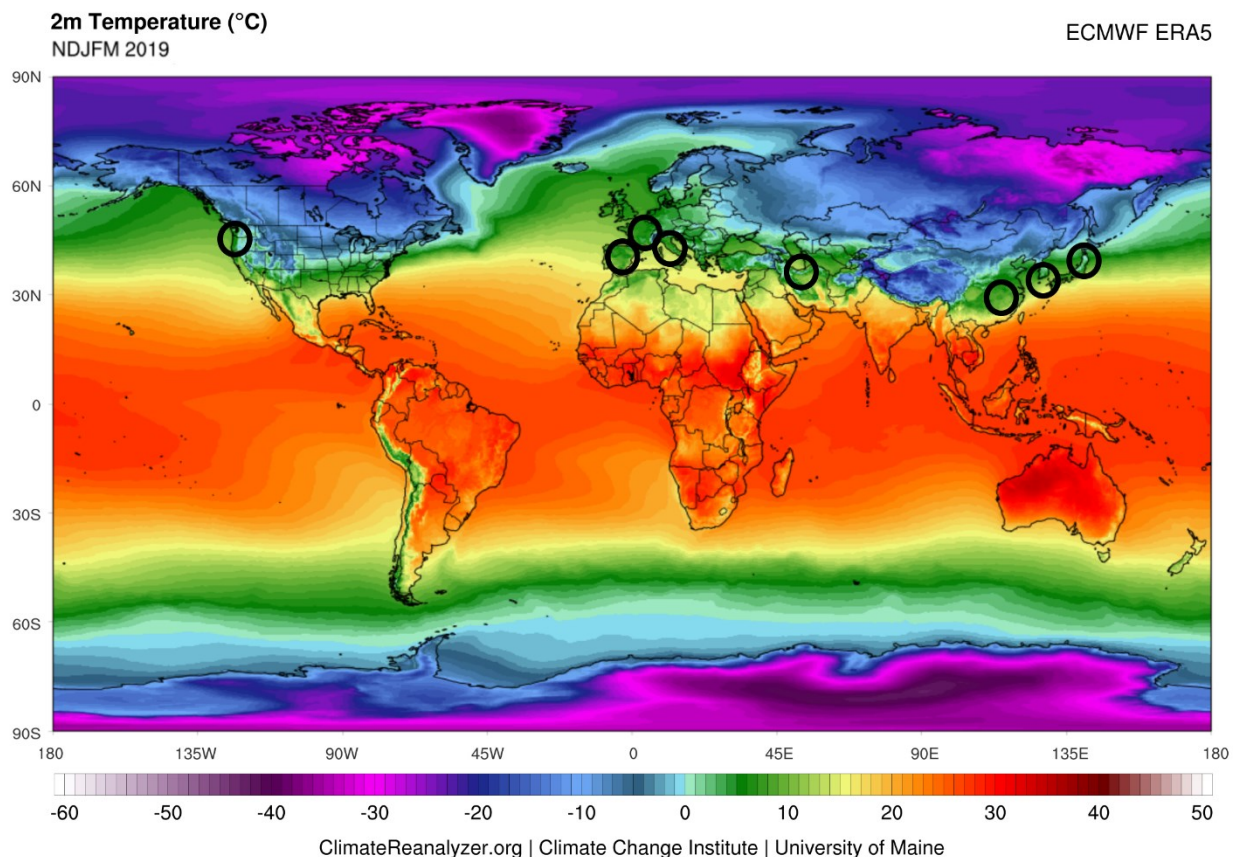 2m Temperature (°C)
NDJFM 2019
ECMWF ERA5
90N
60N
30N
0
30S
60S
90S
180 135W 90W 45W 0 45E 90E 135E 180
-60 -50 -40 -30 -20 -10 0 10 20 30 40 50
ClimateReanalyzer.org | Climate Change Institute | University of Maine